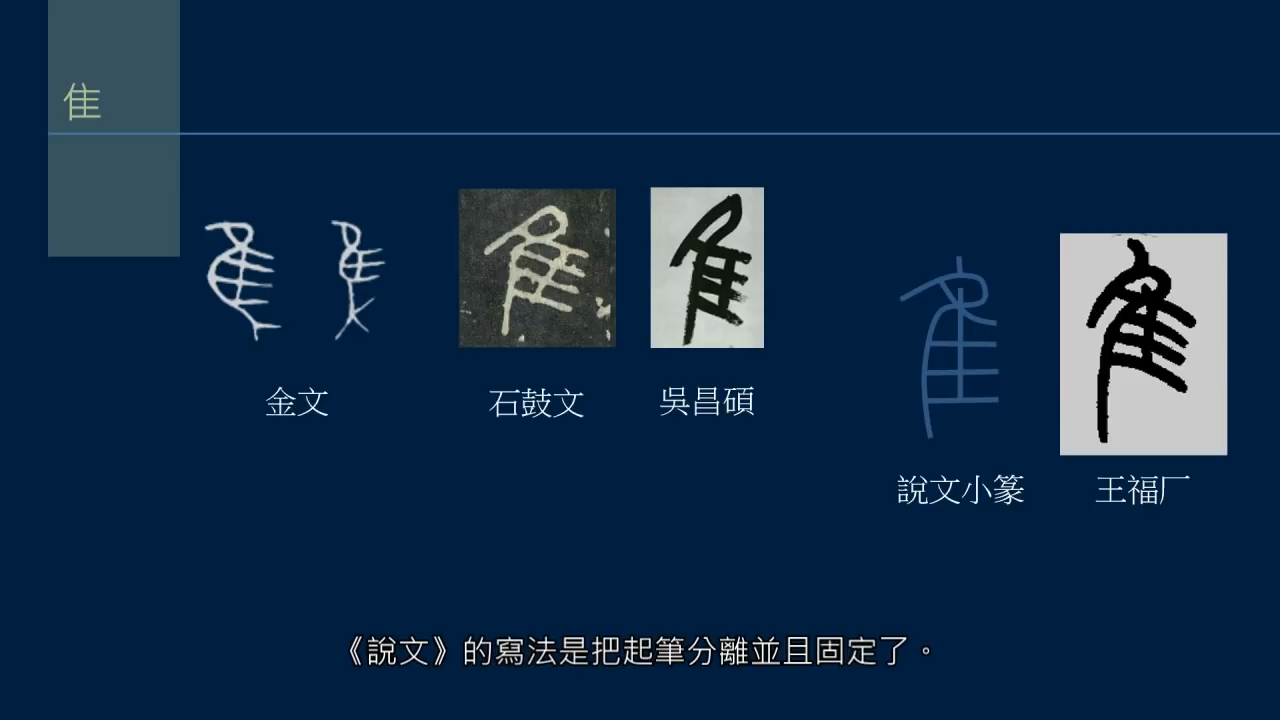 隹
金文
石鼓文
吳昌碩
說文小篆
王福厂
《說文》的寫法是把起筆分離並且固定了。